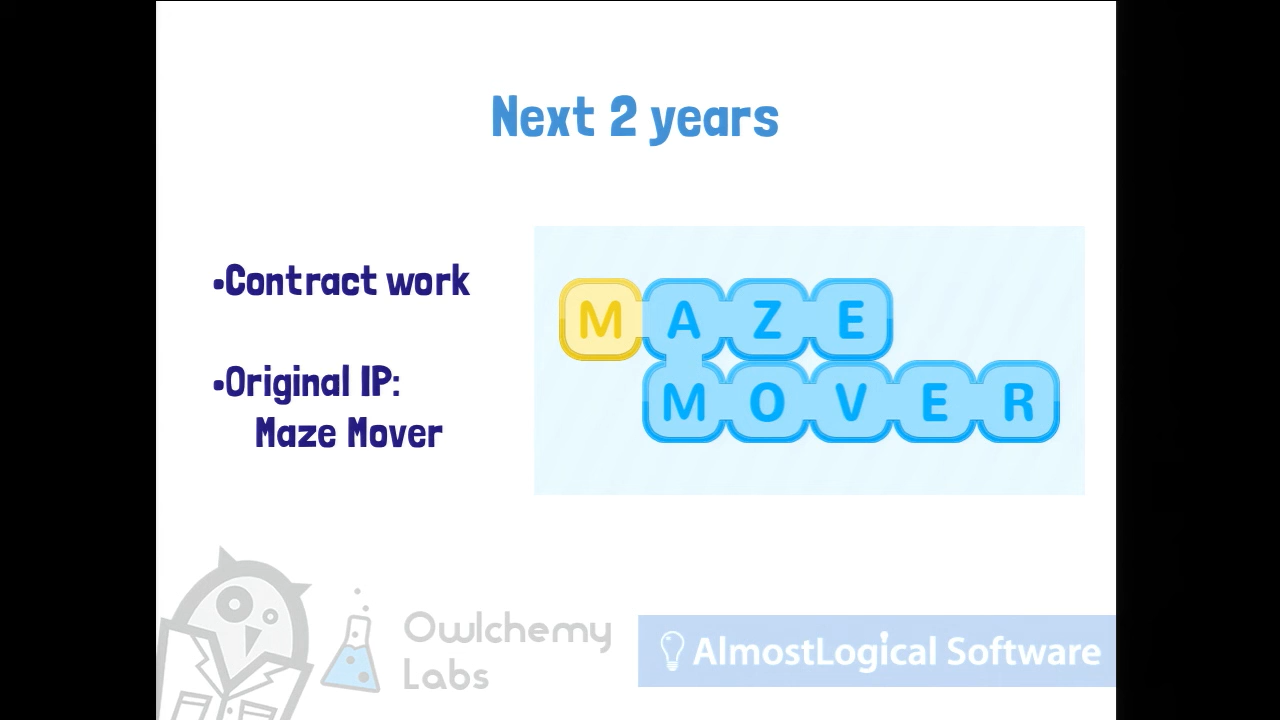 Next 2 years
•Contract work
•Original IP:
Maze Mover
MAZE
MOVER
Owlchemy
Labs
AlmostLogical Software